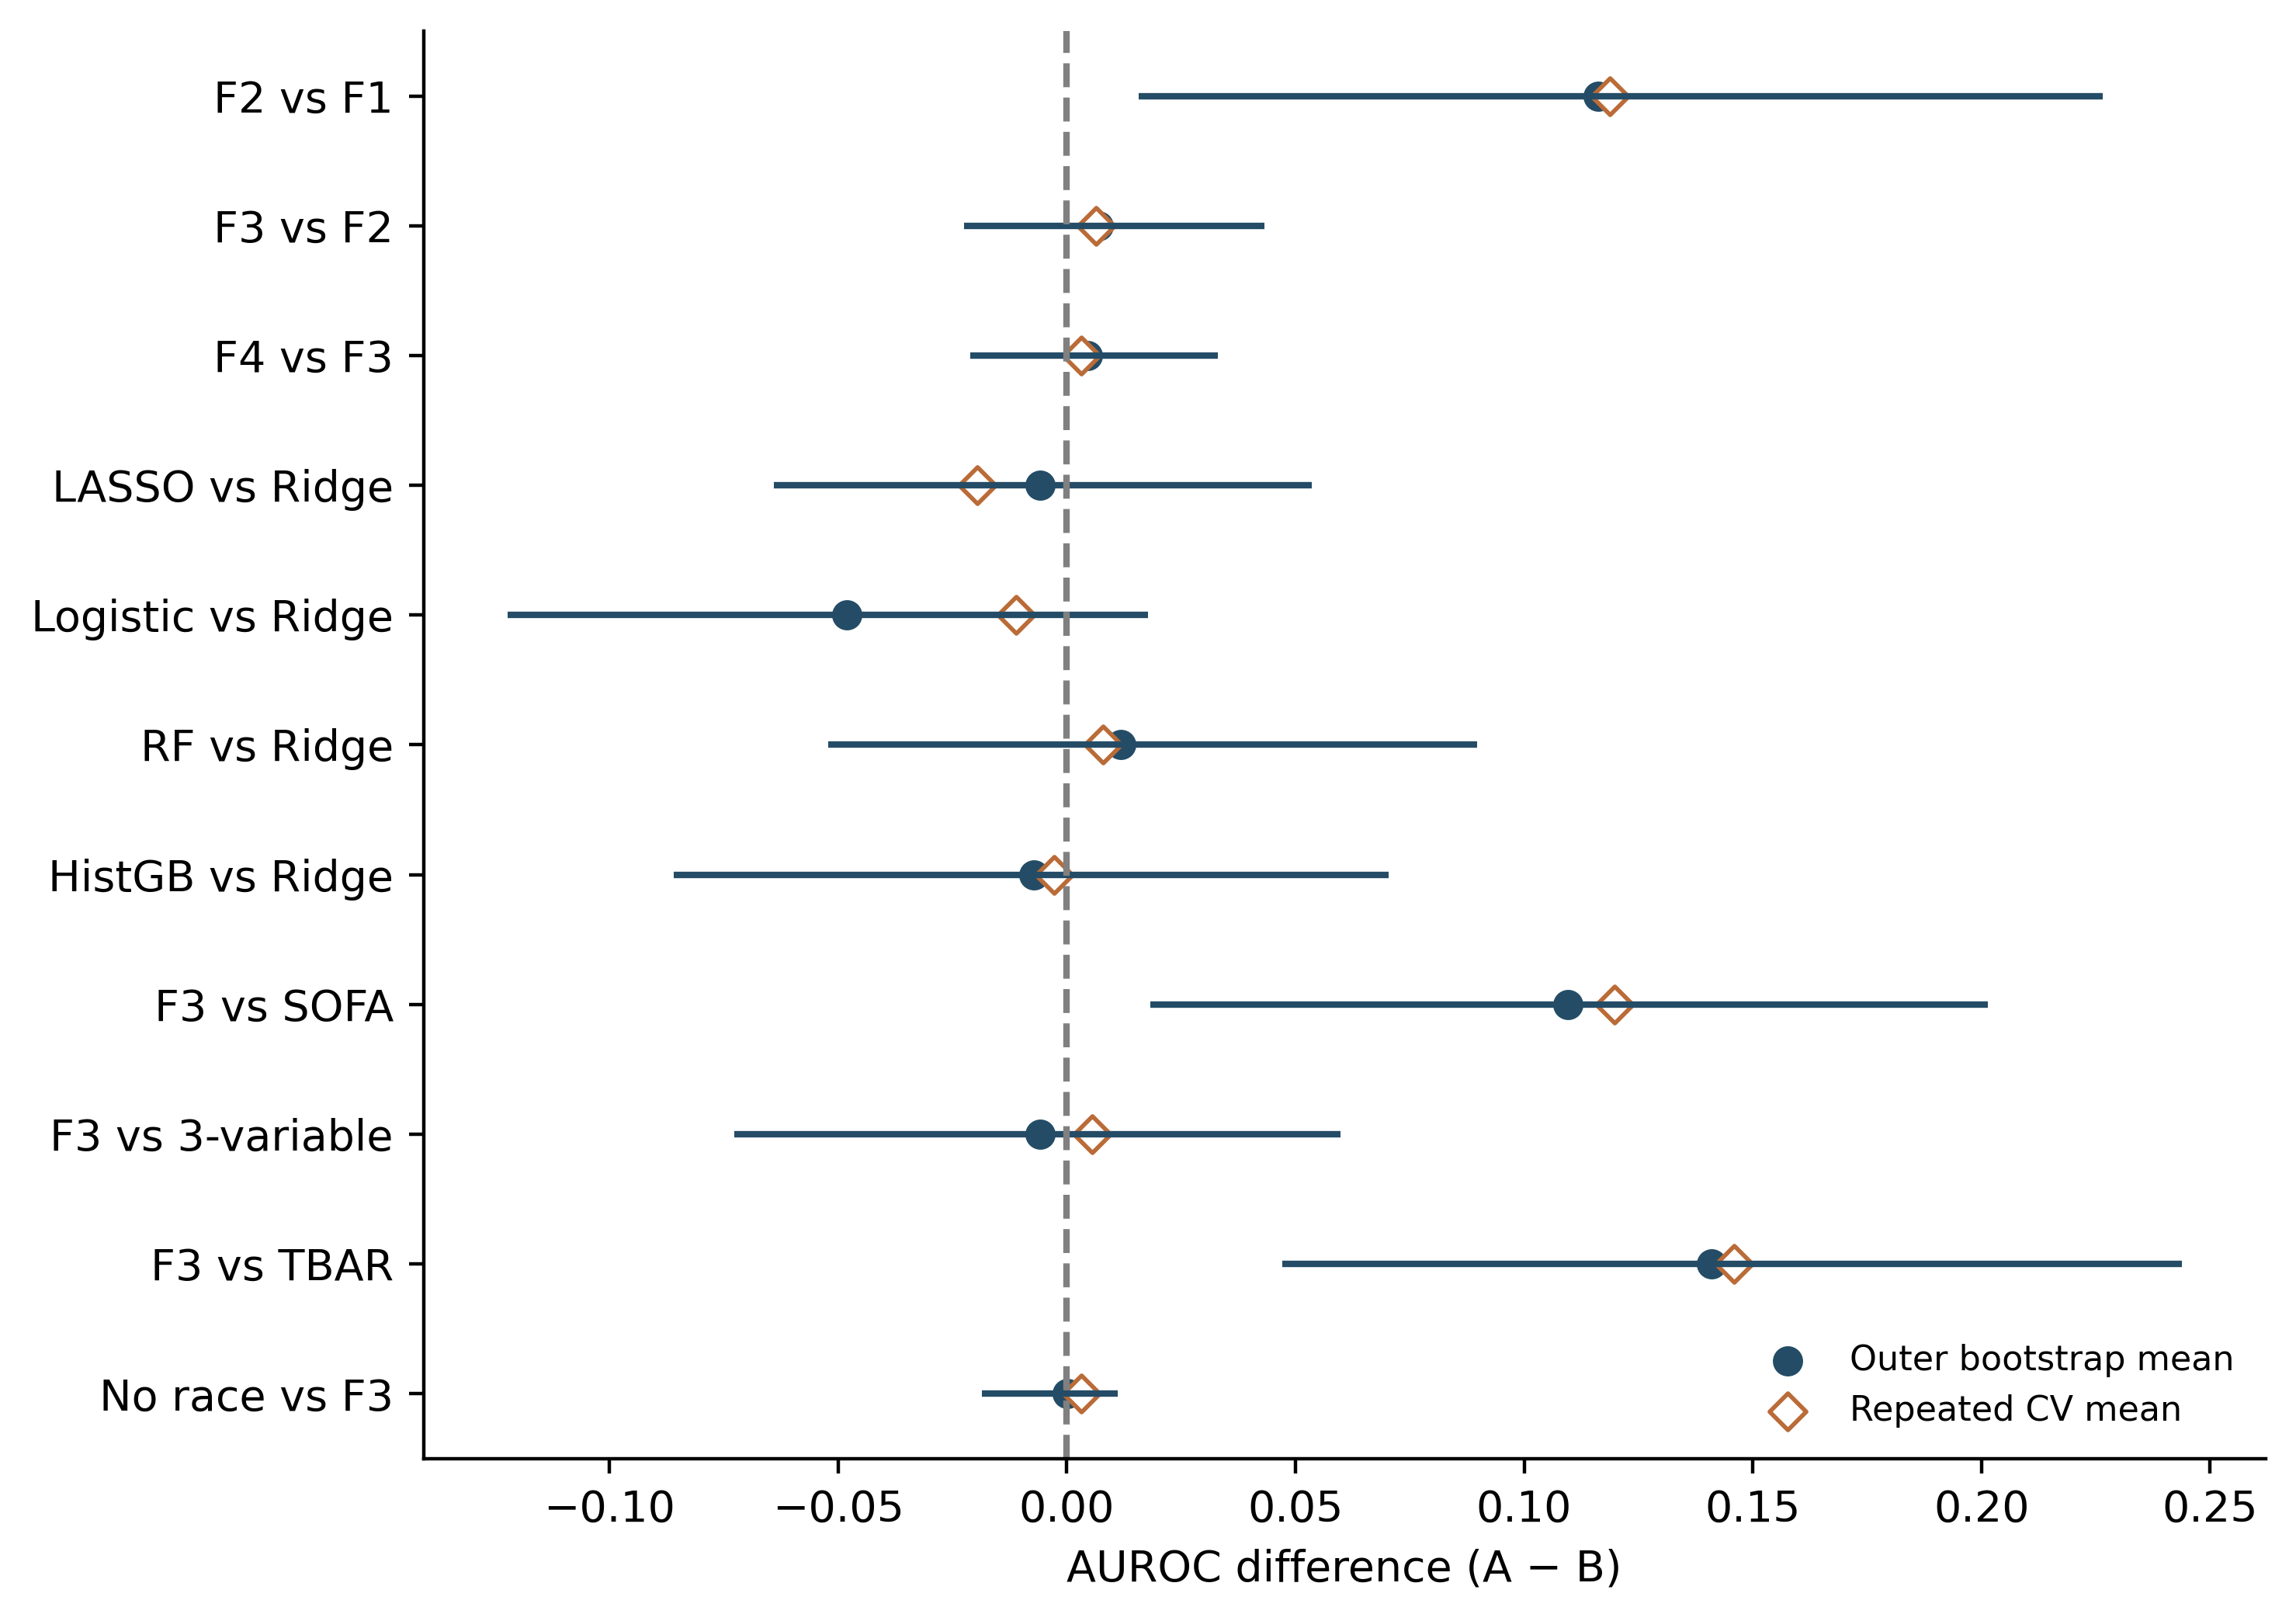 F2 vs F1
F3 vs F2
F4 vs F3
LASSO vs Ridge
Logistic vs Ridge
RF vs Ridge
HistGB vs Ridge
F3 vs SOFA
F3 vs 3-variable
F3 vs TBAR
No race vs F3
Outer bootstrap mean
Repeated CV mean
−0.10 −0.05 0.00 0.05 0.10 0.15 0.20 0.25
AUROC difference (A − B)